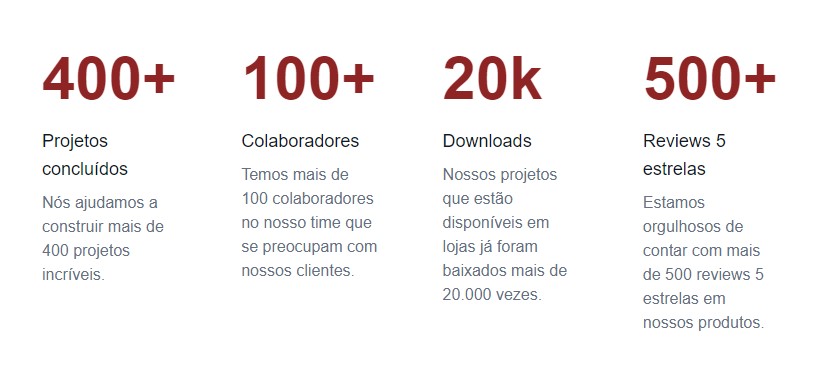 400+
Projetos
concluídos
Nós ajudamos a
construir mais de
400 projetos
incríveis.
100+
Colaboradores
Temos mais de
100 colaboradores
no nosso time que
se preocupam com
nossos clientes.
20k
Downloads
Nossos projetos
que estão
disponíveis em
lojas já foram
baixados mais de
20.000 vezes.
500+
Reviews 5
estrelas
Estamos
orgulhosos de
contar com mais
de 500 reviews 5
estrelas em
nossos produtos.